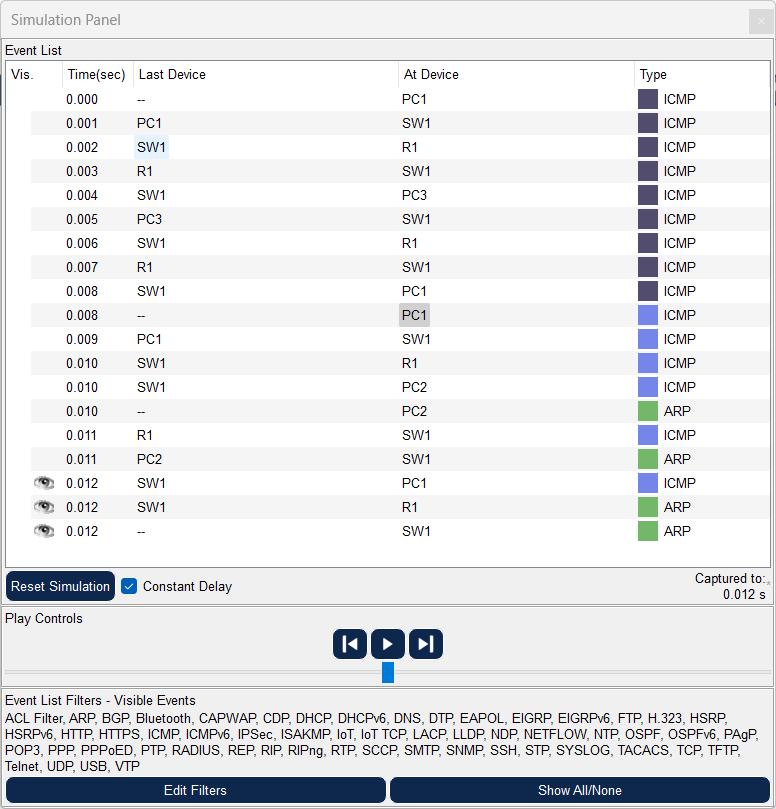 Simulation Panel
Event List
Vis. Time(sec) Last Device At Device Type
0.000 -- PC1 ICMP
0.001 PC1 SW1 ICMP
0.002 SW1 R1 ICMP
0.003 R1 SW1 ICMP
0.004 SW1 PC3 ICMP
0.005 PC3 SW1 ICMP
0.006 SW1 R1 ICMP
0.007 R1 SW1 ICMP
0.008 SW1 PC1 ICMP
0.008 -- PC1 ICMP
0.009 PC1 SW1 ICMP
0.010 SW1 R1 ICMP
0.010 SW1 PC2 ICMP
0.010 -- PC2 ARP
0.011 R1 SW1 ICMP
0.011 PC2 SW1 ARP
0.012 SW1 PC1 ICMP
0.012 SW1 R1 ARP
0.012 -- SW1 ARP
Reset Simulation Constant Delay Captured to:
0.012 s
Play Controls
Event List Filters - Visible Events
ACL Filter, ARP, BGP, Bluetooth, CAPWAP, CDP, DHCP, DHCPv6, DNS, DTP, EAPOL, EIGRP, EIGRPv6, FTP, H.323, HSRP,
HSRPv6, HTTP, HTTPS, ICMP, ICMPv6, IPSec, ISAKMP, IoT, IoT TCP, LACP, LLDP, NDP, NETFLOW, NTP, OSPF, OSPFv6, PAgP,
POP3, PPP, PPPoED, PTP, RADIUS, REP, RIP, RIPng, RTP, SCCP, SMTP, SNMP, SSH, STP, SYSLOG, TACACS, TCP, TFTP,
Telnet, UDP, USB, VTP
Edit Filters Show All/None